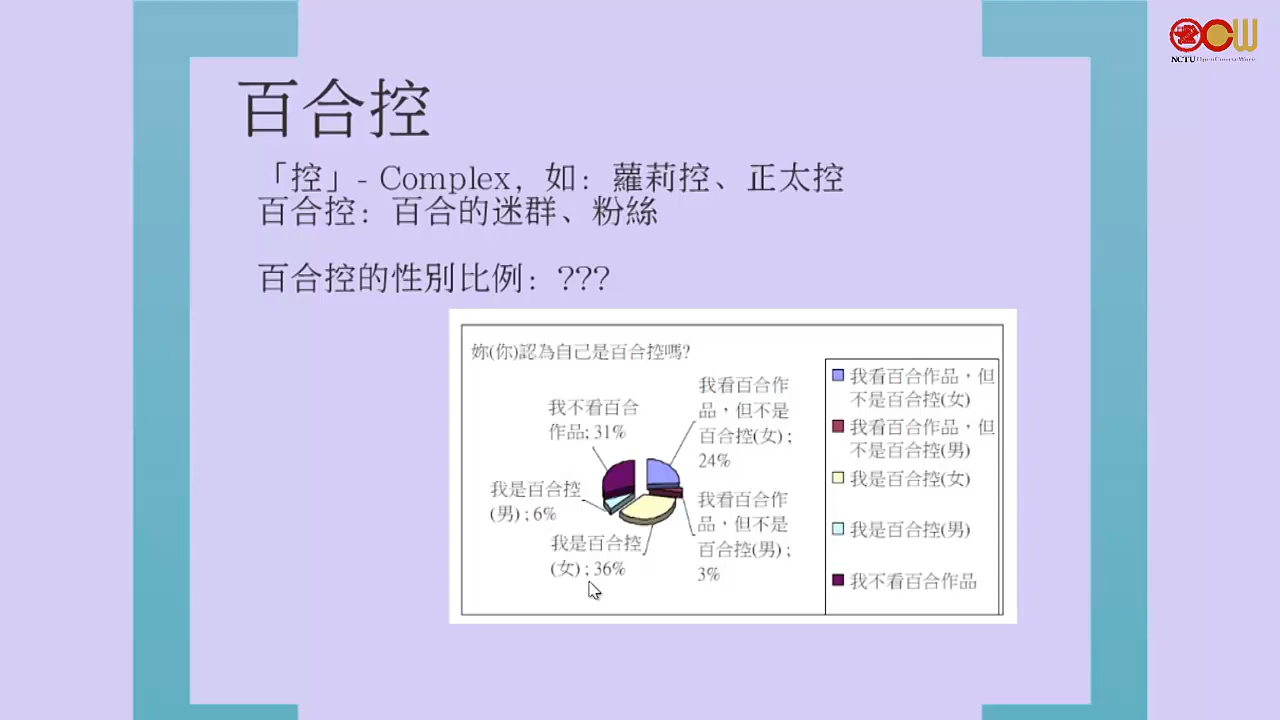 NCTU OpenCourseWare
百合控
「控」- Complex，如：蘿莉控、正太控
百合控：百合的迷群、粉絲
百合控的性別比例：???
妳(你)認為自己是百合控嗎?
我不看百合
作品; 31%
我看百合作
品，但不是
百合控(女) ;
24%
我是百合控
(男) ; 6%
我看百合作
品，但不是
百合控(男) ;
3%
我是百合控
(女) ; 36%
我看百合作品，但
不是百合控(女)
我看百合作品，但
不是百合控(男)
我是百合控(女)
我是百合控(男)
我不看百合作品